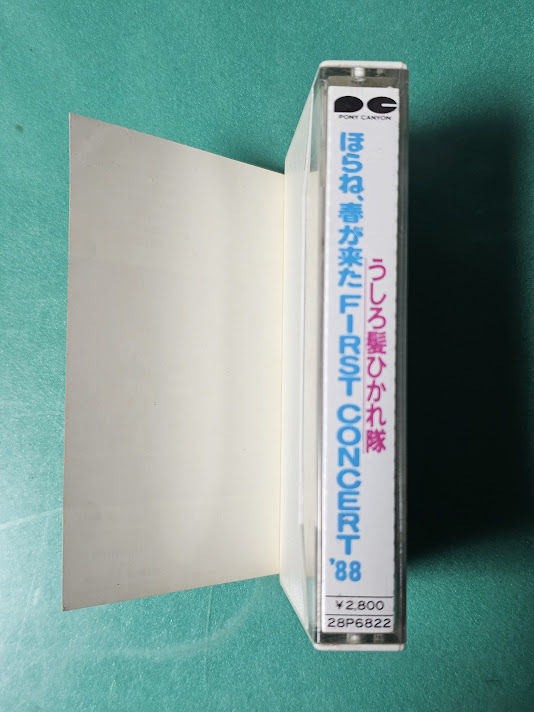 PONY CANYON
ほらね、春が来た FIRST CONCERT '88
うしろ髪ひかれ隊
¥2,800
28P6822